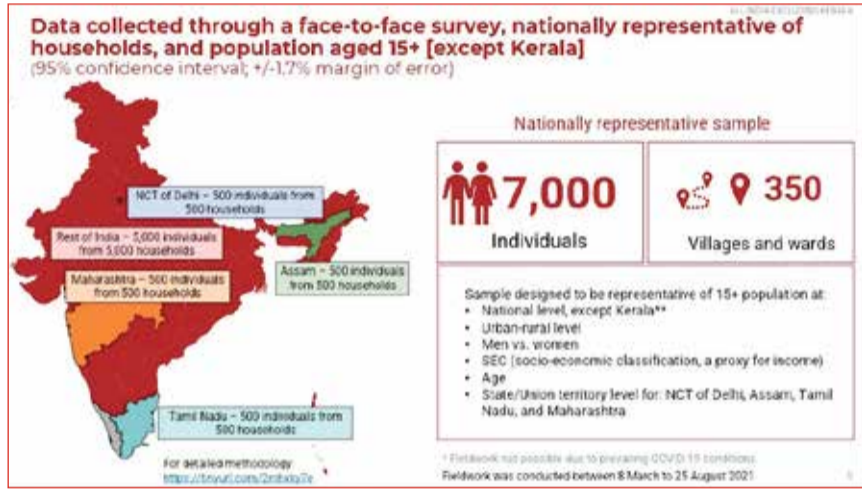 ALL INDIA EXCLUDING KERALA
Data collected through a face-to-face survey, nationally representative of
households, and population aged 15+ [except Kerala]
(95% confidence interval; +/-1.7% margin of error)
NCT of Delhi – 500 individuals from
500 households
Rest of India – 5,000 individuals
from 5,000 households
Maharashtra – 500 individuals
from 500 households
Assam – 500 individuals
from 500 households
Tamil Nadu – 500 individuals from
500 households
For detailed methodology
Nationally representative sample
7,000
Individuals
350
Villages and wards
Sample designed to be representative of 15+ population at:
• National level, except Kerala**
• Urban-rural level
• Men vs. women
• SEC (socio-economic classification, a proxy for income)
• Age
• State/Union territory level for: NCT of Delhi, Assam, Tamil
Nadu, and Maharashtra
* Fieldwork not possible due to prevailing COVID-19 conditions
Fieldwork was conducted between 8 March to 25 August 2021